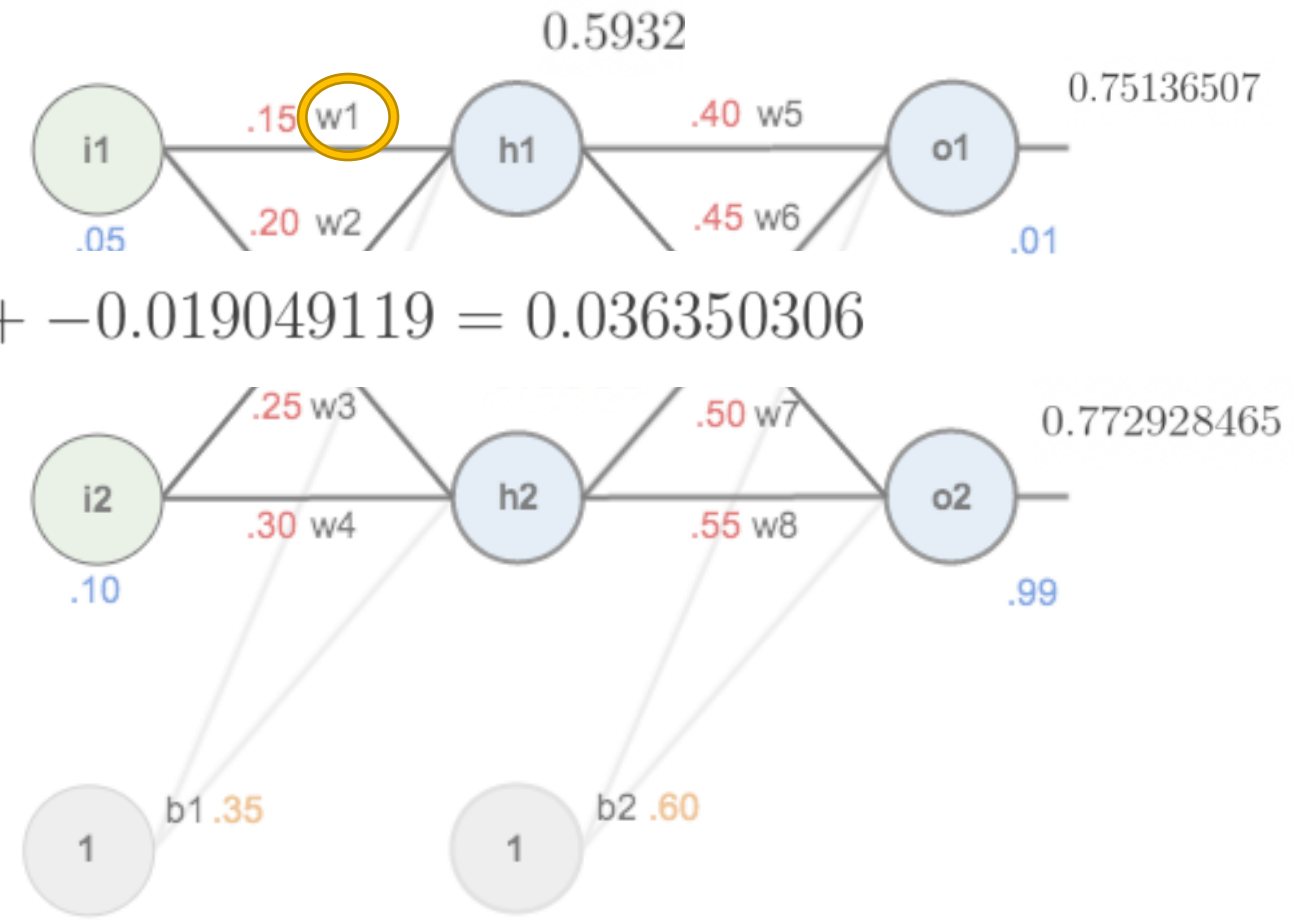 0.5932
0.75136507
.15 w1
.40 w5
i1
h1
o1
.20 w2
.45 w6
.05
.01
+ −0.019049119 = 0.036350306
.25 w3
.50 w7
0.772928465
i2
h2
o2
.30 w4
.55 w8
.10
.99
b1 .35
b2 .60
1
1